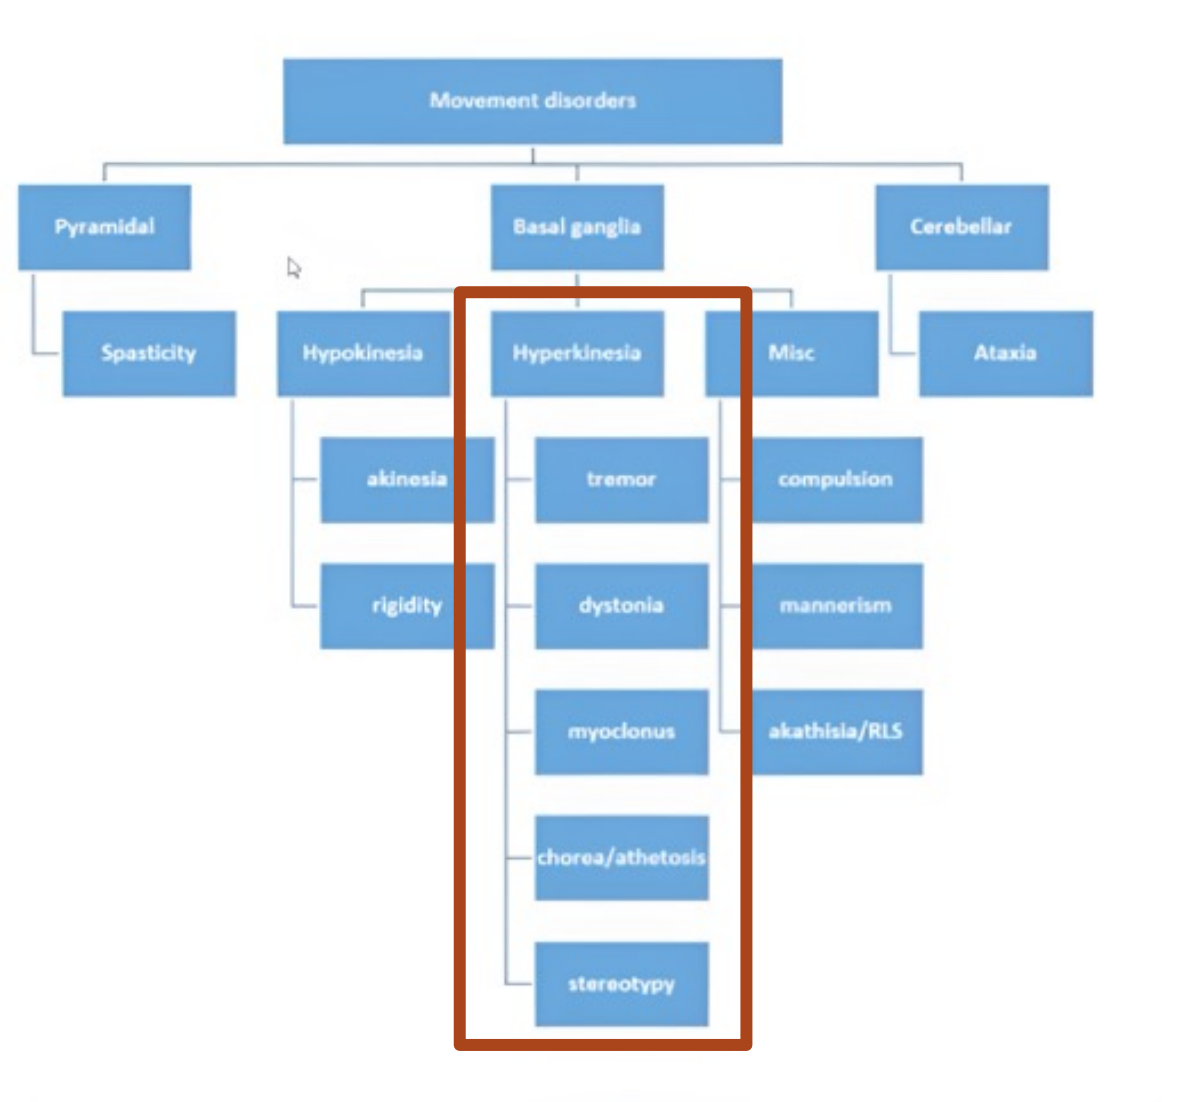 Movement disorders
Pyramidal
Basal ganglia
Cerebellar
Spasticity
Hypokinesia
Hyperkinesia
Misc
Ataxia
akinesia
tremor
compulsion
rigidity
dystonia
mannerism
myoclonus
akathisia/RLS
chorea/athetosis
stereotypy